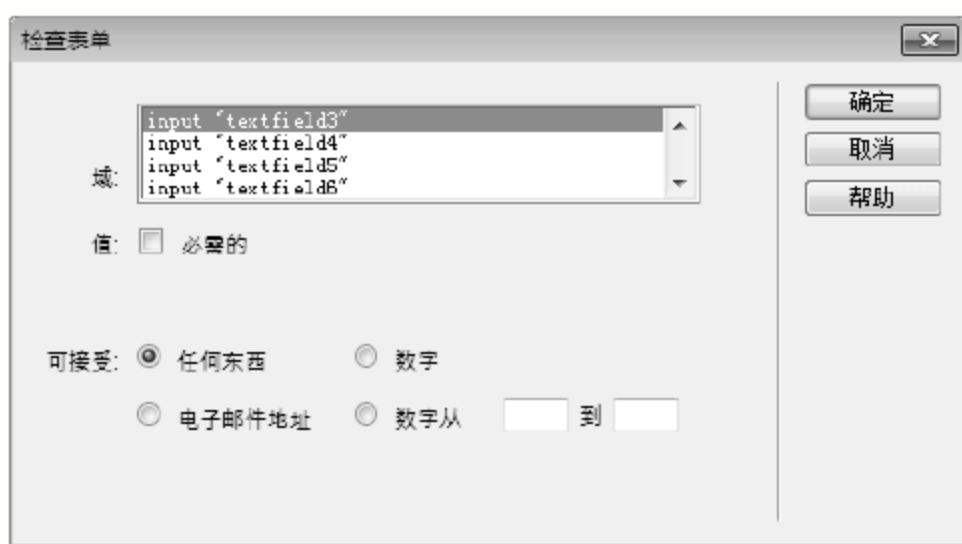 检查表单
input "textfield3"
input "textfield4"
input "textfield5"
input "textfield6"
域:
值: 必需的
可接受: 任何东西 数字
电子邮件地址 数字从 到
确定
取消
帮助